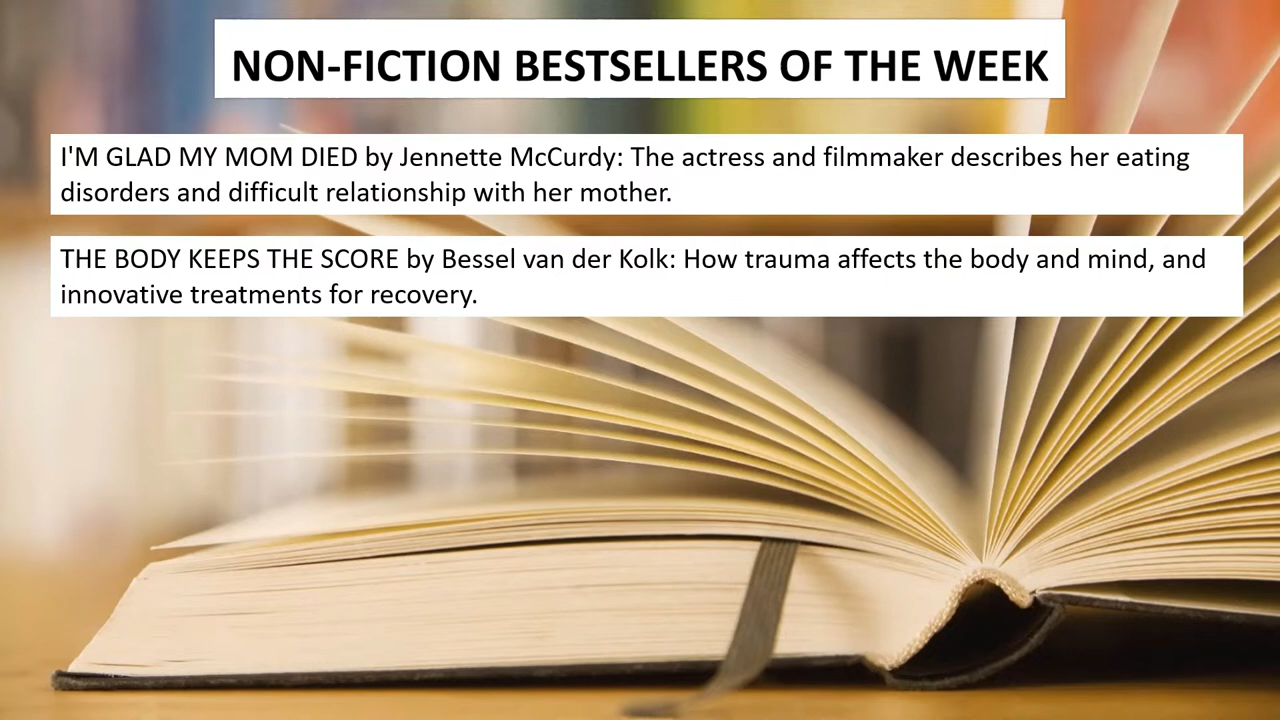 NON-FICTION BESTSELLERS OF THE WEEK
I'M GLAD MY MOM DIED by Jennette McCurdy: The actress and filmmaker describes her eating
disorders and difficult relationship with her mother.
THE BODY KEEPS THE SCORE by Bessel van der Kolk: How trauma affects the body and mind, and
innovative treatments for recovery.